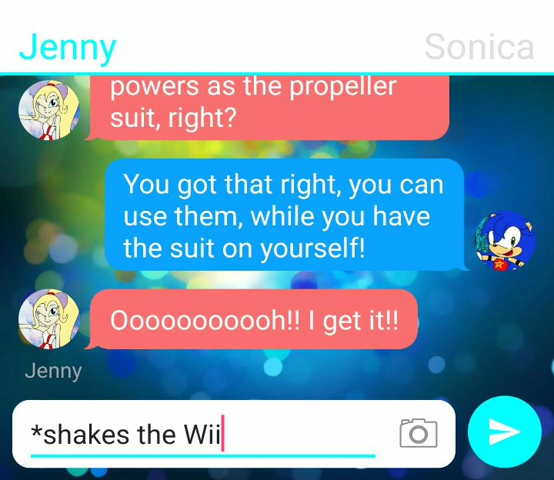 Jenny
Sonica
powers as the propeller
suit, right?
You got that right, you can
use them, while you have
the suit on yourself!
Ooooooooooh!! I get it!!
Jenny
*shakes the Wii